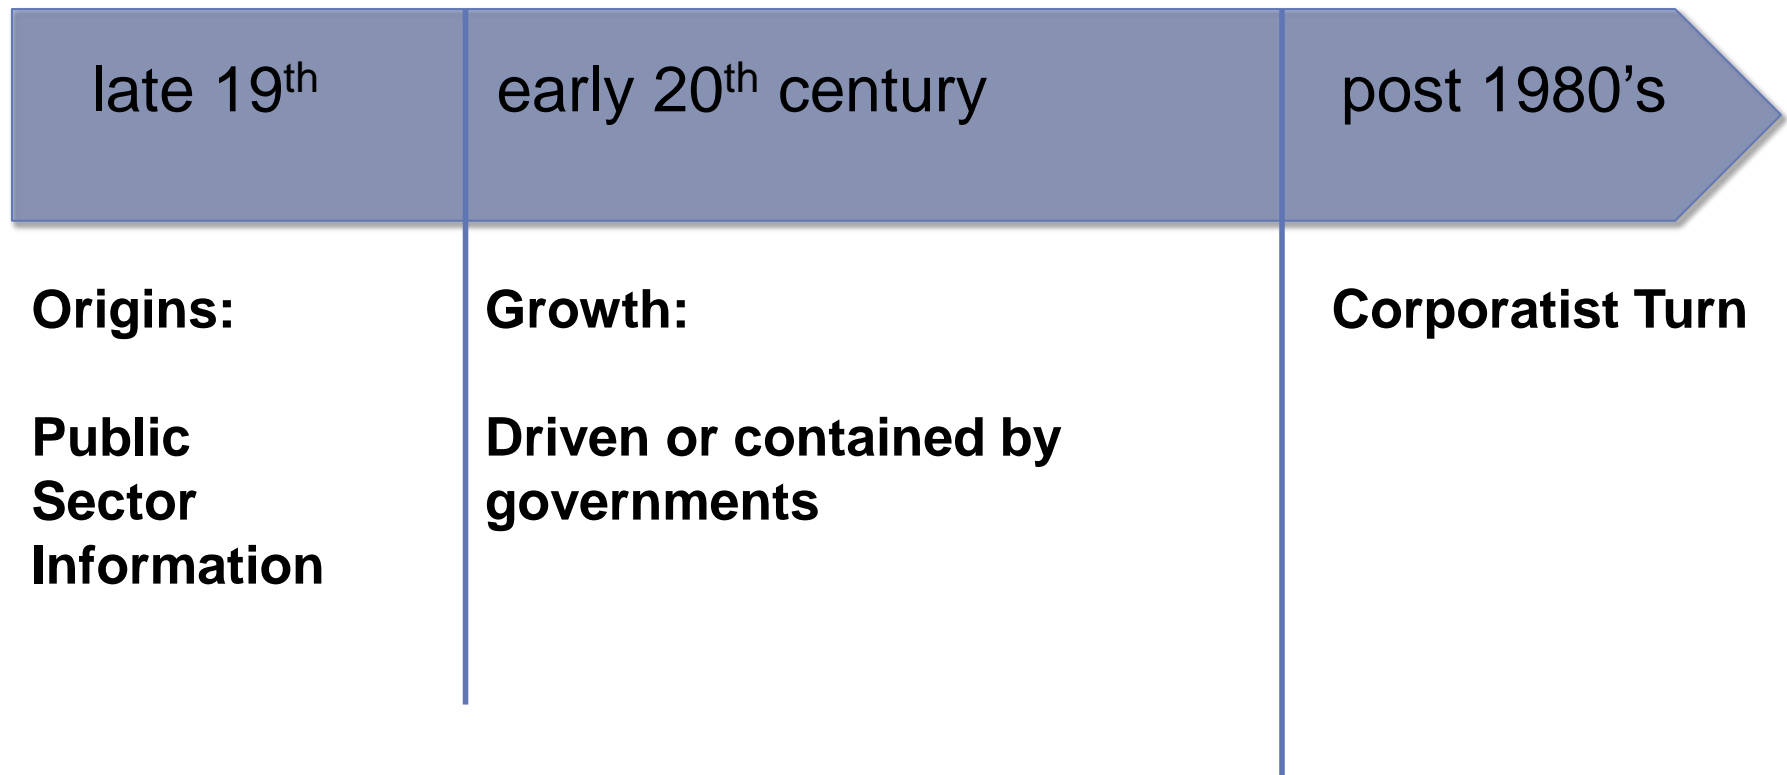 late 19th
early 20th century
post 1980’s
Origins:
Public
Sector
Information
Growth:
Driven or contained by
governments
Corporatist Turn